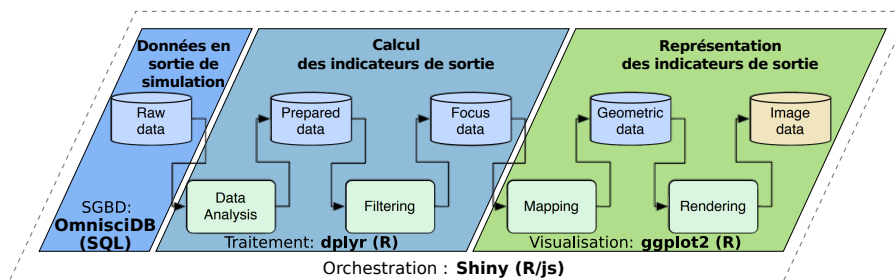 Données en
sortie de
simulation
Calcul
des indicateurs de sortie
Représentation
des indicateurs de sortie
Raw
data
Prepared
data
Focus
data
Geometric
data
Image
data
Data
Analysis
Filtering
Mapping
Rendering
SGBD:
OmnisciDB
(SQL)
Traitement: dplyr (R)
Visualisation: ggplot2 (R)
Orchestration : Shiny (R/js)